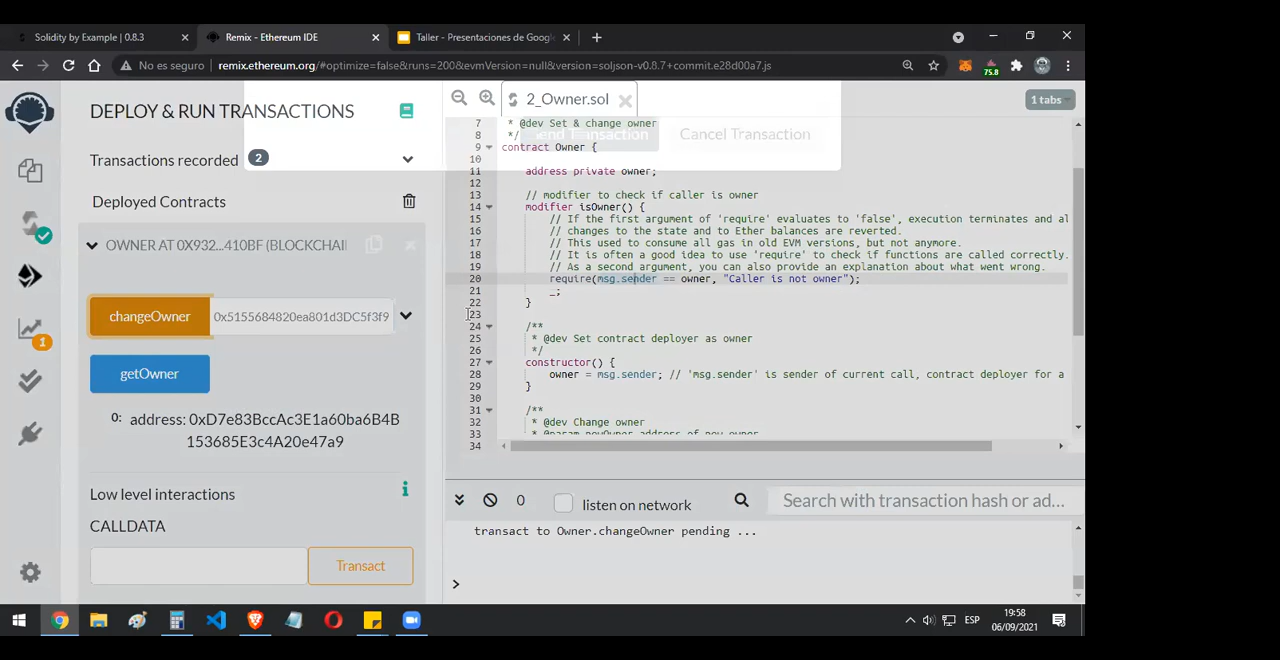 Solidity by Example | 0.8.3
Remix - Ethereum IDE
Taller - Presentaciones de Google
No es seguro
remix.ethereum.org/#optimize=false&runs=200&evmVersion=null&version=soljson-v0.8.7+commit.e28d00a7.js
75.8
DEPLOY & RUN TRANSACTIONS
2_Owner.sol
1 tabs
Transaction
Cancel Transaction
Transactions recorded 2
Deployed Contracts
OWNER AT 0X932...410BF (BLOCKCHAI
changeOwner
0x5155684820ea801d3DC5f3f9
getOwner
0: address: 0xD7e83BccAc3E1a60ba6B4B
153685E3c4A20e47a9
Low level interactions
CALLDATA
Transact
1
7 * @dev Set & change owner
8 */
9 contract Owner {
10
11 address private owner;
12
13 // modifier to check if caller is owner
14 modifier isOwner() {
15 // If the first argument of 'require' evaluates to 'false', execution terminates and al
16 // changes to the state and to Ether balances are reverted.
17 // This used to consume all gas in old EVM versions, but not anymore.
18 // It is often a good idea to use 'require' to check if functions are called correctly.
19 // As a second argument, you can also provide an explanation about what went wrong.
20 require(msg.sender == owner, "Caller is not owner");
21 _;
22 }
23
24 /**
25 * @dev Set contract deployer as owner
26 */
27 constructor() {
28 owner = msg.sender; // 'msg.sender' is sender of current call, contract deployer for a
29 }
30
31 /**
32 * @dev Change owner
33 * @param newOwner address of new owner
34
0
listen on network
Search with transaction hash or ad...
transact to Owner.changeOwner pending ...
>
ESP
19:58
06/09/2021